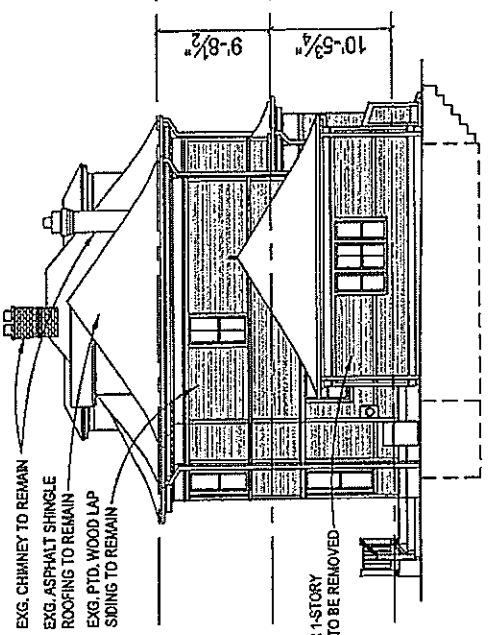 EXG. CHIMNEY TO REMAIN
EXG. ASPHALT SHINGLE
ROOFING TO REMAIN
EXG. PTD. WOOD LAP
SIDING TO REMAIN
1-STORY
TO BE REMOVED
9'-8½"
10'-5¾"